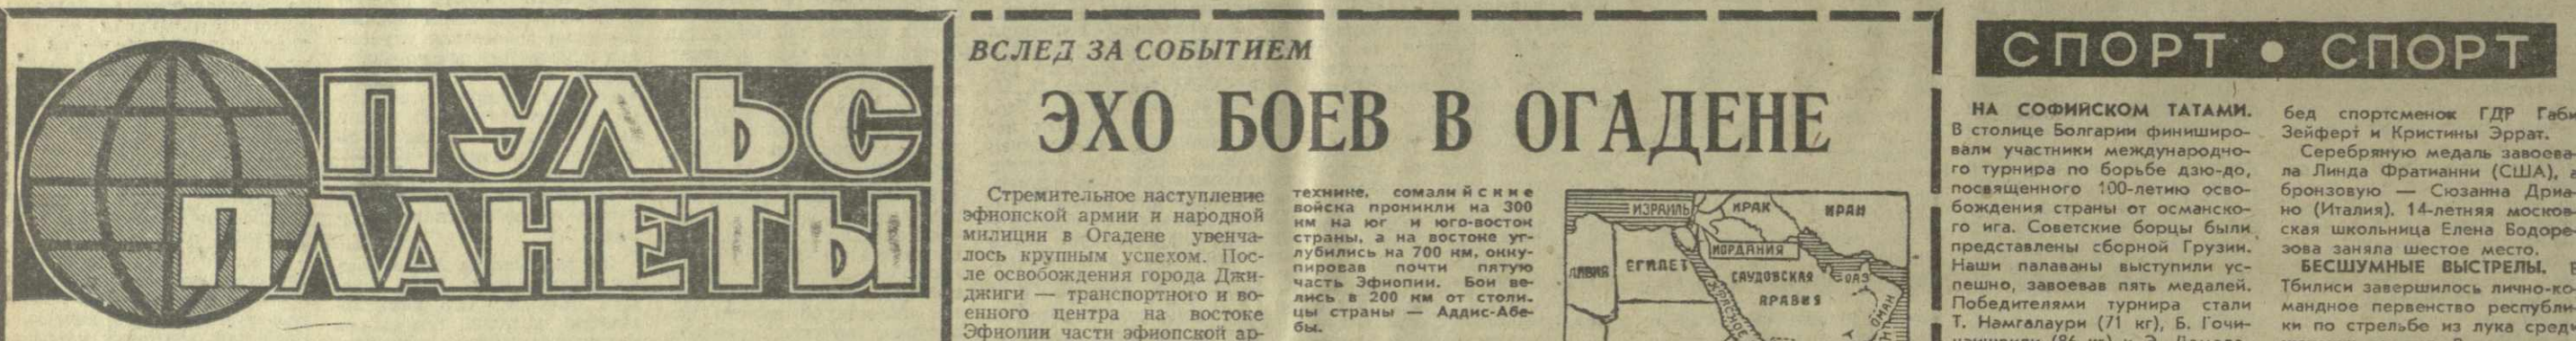 ПУЛЬС
ПЛАНЕТЫ
ВСЛЕД ЗА СОБЫТИЕМ
ЭХО БОЕВ В ОГАДЕНЕ
Стремительное наступление
эфиопской армии и народной
милиции в Огадене увенча-
лось крупным успехом. Пос-
ле освобождения города Джи-
джиги — транспортного и во-
енного центра на востоке
Эфиопии части эфиопской ар-
технике, сомалийские
войска проникли на 300
км на юг и юго-восток
страны, а на востоке уг-
лубились на 700 км, окку-
пировав почти пятую
часть Эфиопии. Бои ве-
лись в 200 км от столи-
цы страны — Аддис-Абе-
бы.
ИЗРАИЛЬ
ИРАК
ИРАН
ИОРДАНИЯ
ЛИВИЯ
ЕГИПЕТ
САУДОВСКАЯ
АРАВИЯ
ОАЭ
ОМАН
КРАСНОЕ
СПОРТ • СПОРТ
НА СОФИЙСКОМ ТАТАМИ.
В столице Болгарии финиширо-
вали участники международно-
го турнира по борьбе дзю-до,
посвященного 100-летию осво-
бождения страны от османско-
го ига. Советские борцы были
представлены сборной Грузии.
Наши палаваны выступили ус-
пешно, завоевав пять медалей.
Победителями турнира стали
Т. Намгалаури (71 кг), Б. Гочи-
бед спортсменок ГДР Габи
Зейферт и Кристины Эррат.
Серебряную медаль завоева-
ла Линда Фратианни (США), а
бронзовую — Сюзанна Дриа-
но (Италия). 14-летняя москов-
ская школьница Елена Водоре-
зова заняла шестое место.
БЕСШУМНЫЕ ВЫСТРЕЛЫ.
Тбилиси завершилось лично-ко-
мандное первенство республи-
ки по стрельбе из лука сред-